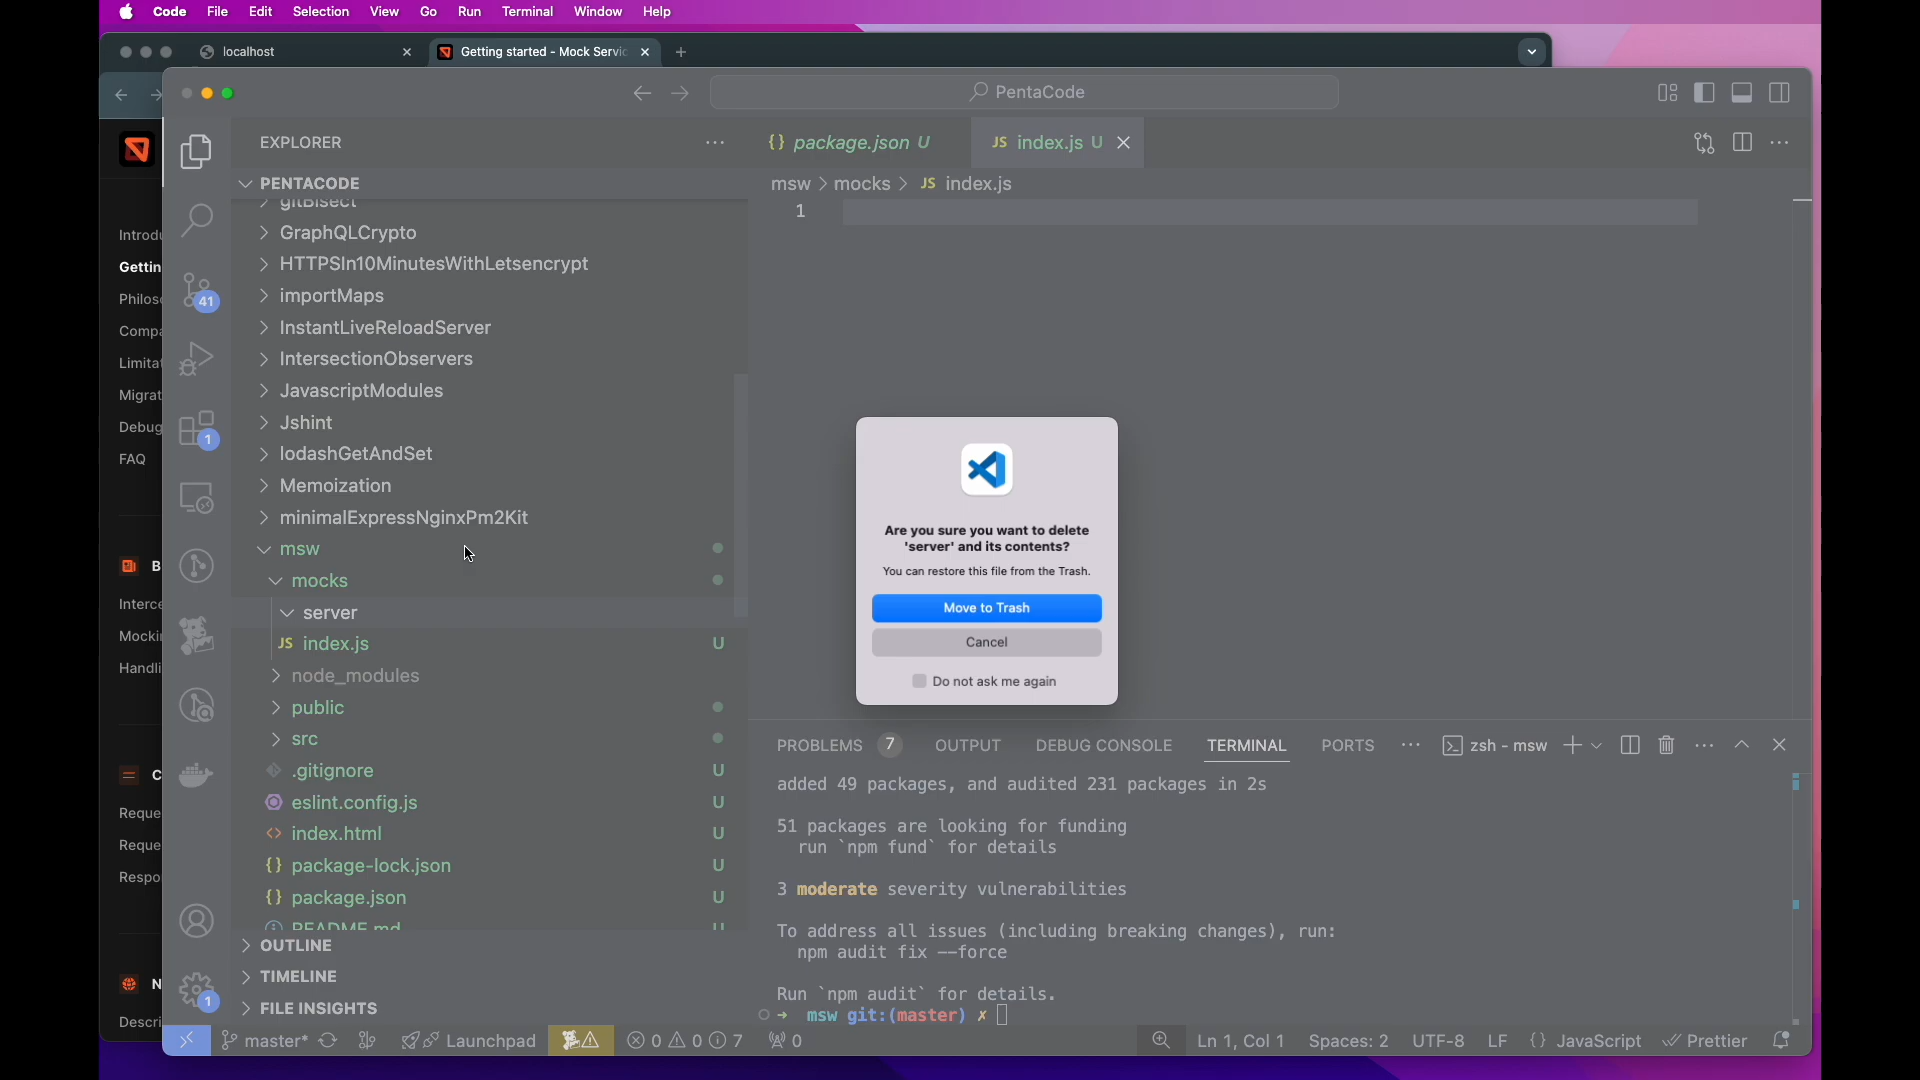 Code File Edit Selection View Go Run Terminal Window Help
localhost
Getting started - Mock Servic
PentaCode
EXPLORER
PENTACODE
gitBisect
GraphQLCrypto
HTTPSIn10MinutesWithLetsencrypt
importMaps
InstantLiveReloadServer
IntersectionObservers
JavascriptModules
Jshint
lodashGetAndSet
Memoization
minimalExpressNginxPm2Kit
msw
mocks
server
JS index.js U
node_modules
public
src
.gitignore U
eslint.config.js U
<> index.html U
{} package-lock.json U
{} package.json U
README.md U
OUTLINE
TIMELINE
FILE INSIGHTS
41
1
1
Introdu
Gettin
Philos
Compa
Limitat
Migrat
Debug
FAQ
B
Interce
Mockin
Handli
C
Reque
Reque
Respo
N
Descri
{} package.json U
JS index.js U
msw > mocks > JS index.js
1
Are you sure you want to delete
'server' and its contents?
You can restore this file from the Trash.
Move to Trash
Cancel
Do not ask me again
PROBLEMS 7 OUTPUT DEBUG CONSOLE TERMINAL PORTS
zsh - msw
added 49 packages, and audited 231 packages in 2s
51 packages are looking for funding
run `npm fund` for details
3 moderate severity vulnerabilities
To address all issues (including breaking changes), run:
npm audit fix --force
Run `npm audit` for details.
→ msw git:(master) ✗
master* Launchpad 0 0 7 0
Ln 1, Col 1 Spaces: 2 UTF-8 LF {} JavaScript Prettier